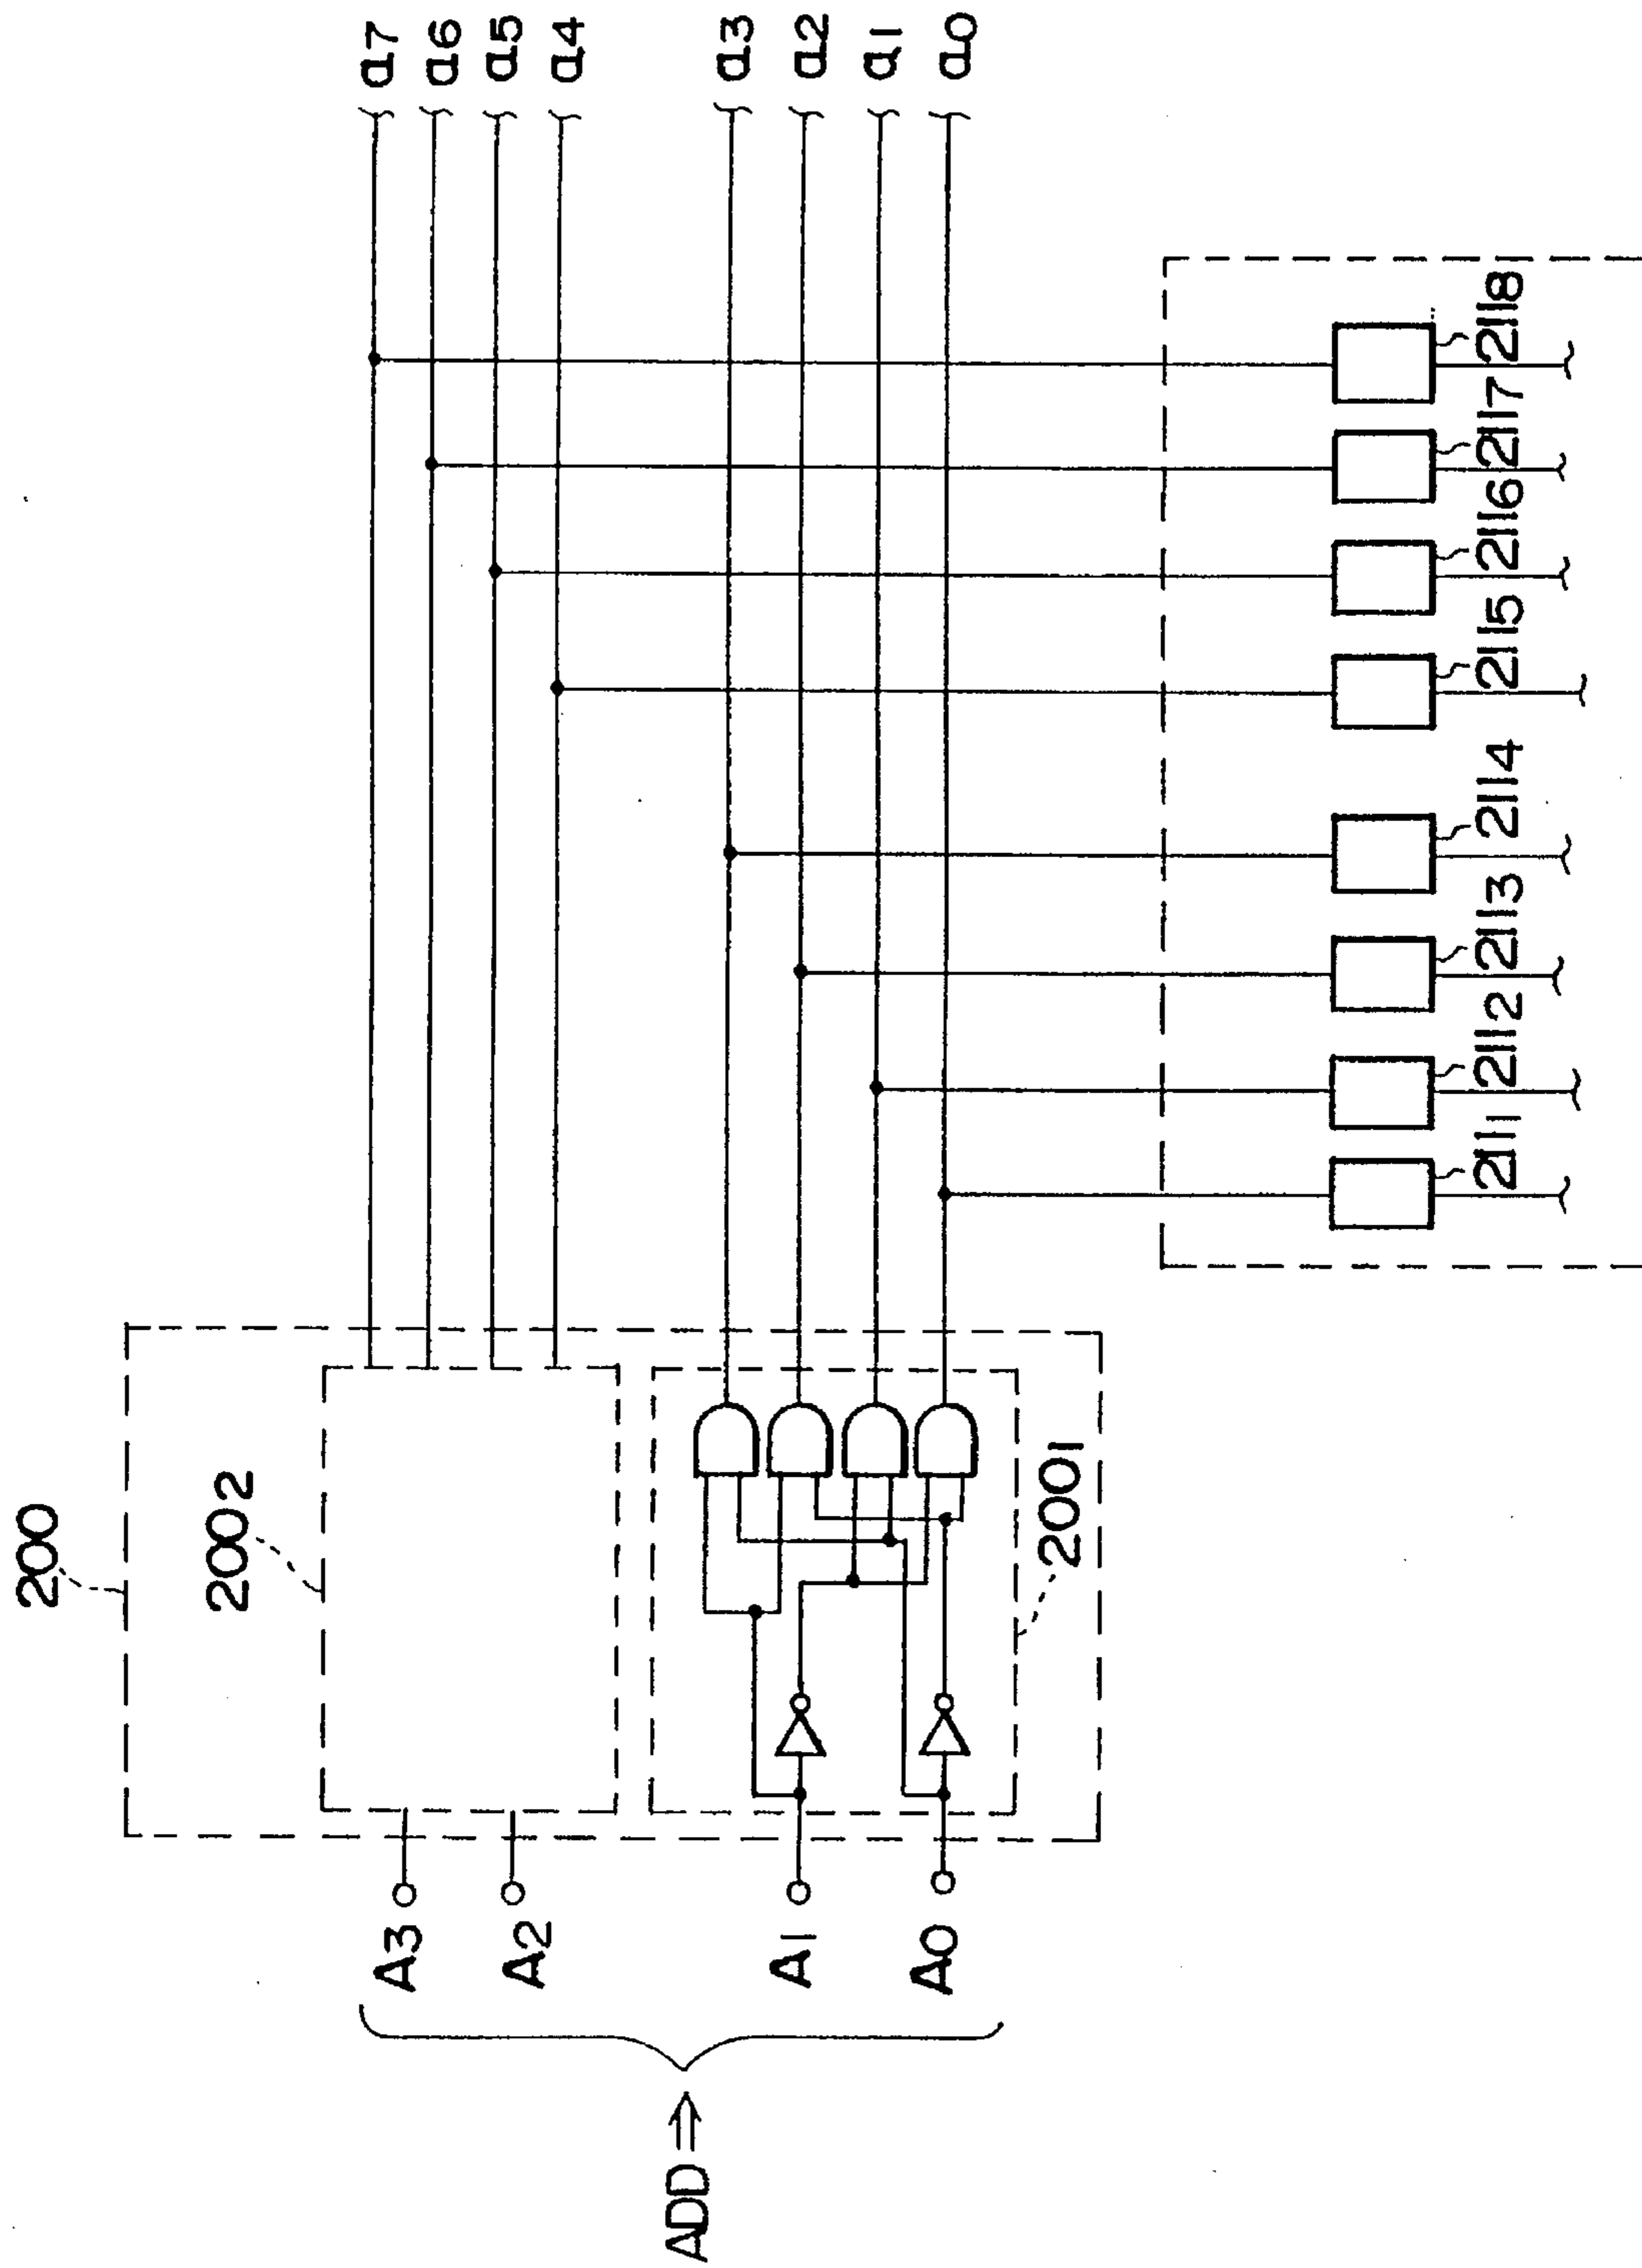 200
200₂
200₁
A3
A2
A1
A0
ADD ⇒
a7
a6
a5
a4
a3
a2
a1
a0
211₁
211₂
211₃
211₄
211₅
211₆
211₇
211₈